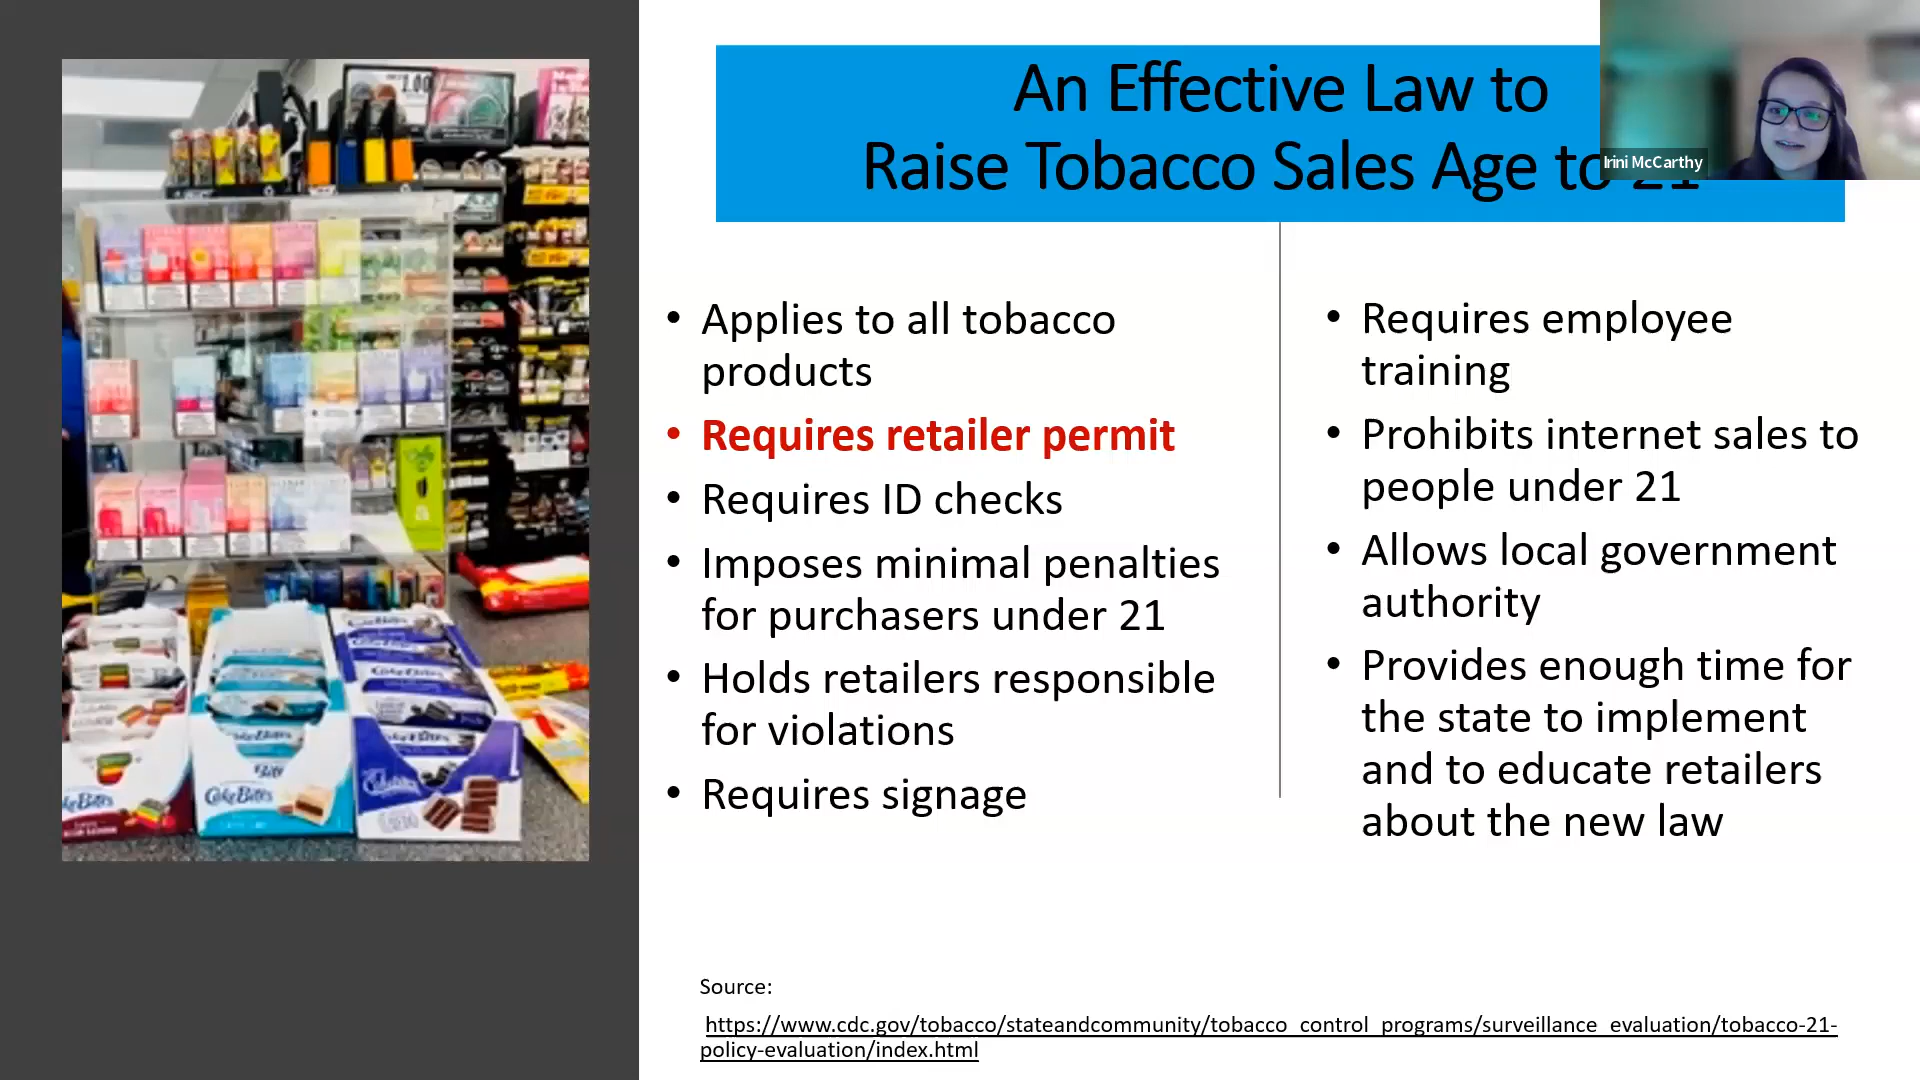 An Effective Law to
Raise Tobacco Sales Age to 21
Irini McCarthy
• Applies to all tobacco
products
• Requires retailer permit
• Requires ID checks
• Imposes minimal penalties
for purchasers under 21
• Holds retailers responsible
for violations
• Requires signage
• Requires employee
training
• Prohibits internet sales to
people under 21
• Allows local government
authority
• Provides enough time for
the state to implement
and to educate retailers
about the new law
Source:
https://www.cdc.gov/tobacco/stateandcommunity/tobacco_control_programs/surveillance_evaluation/tobacco-21-
policy-evaluation/index.html
CakeBites
CakeBites